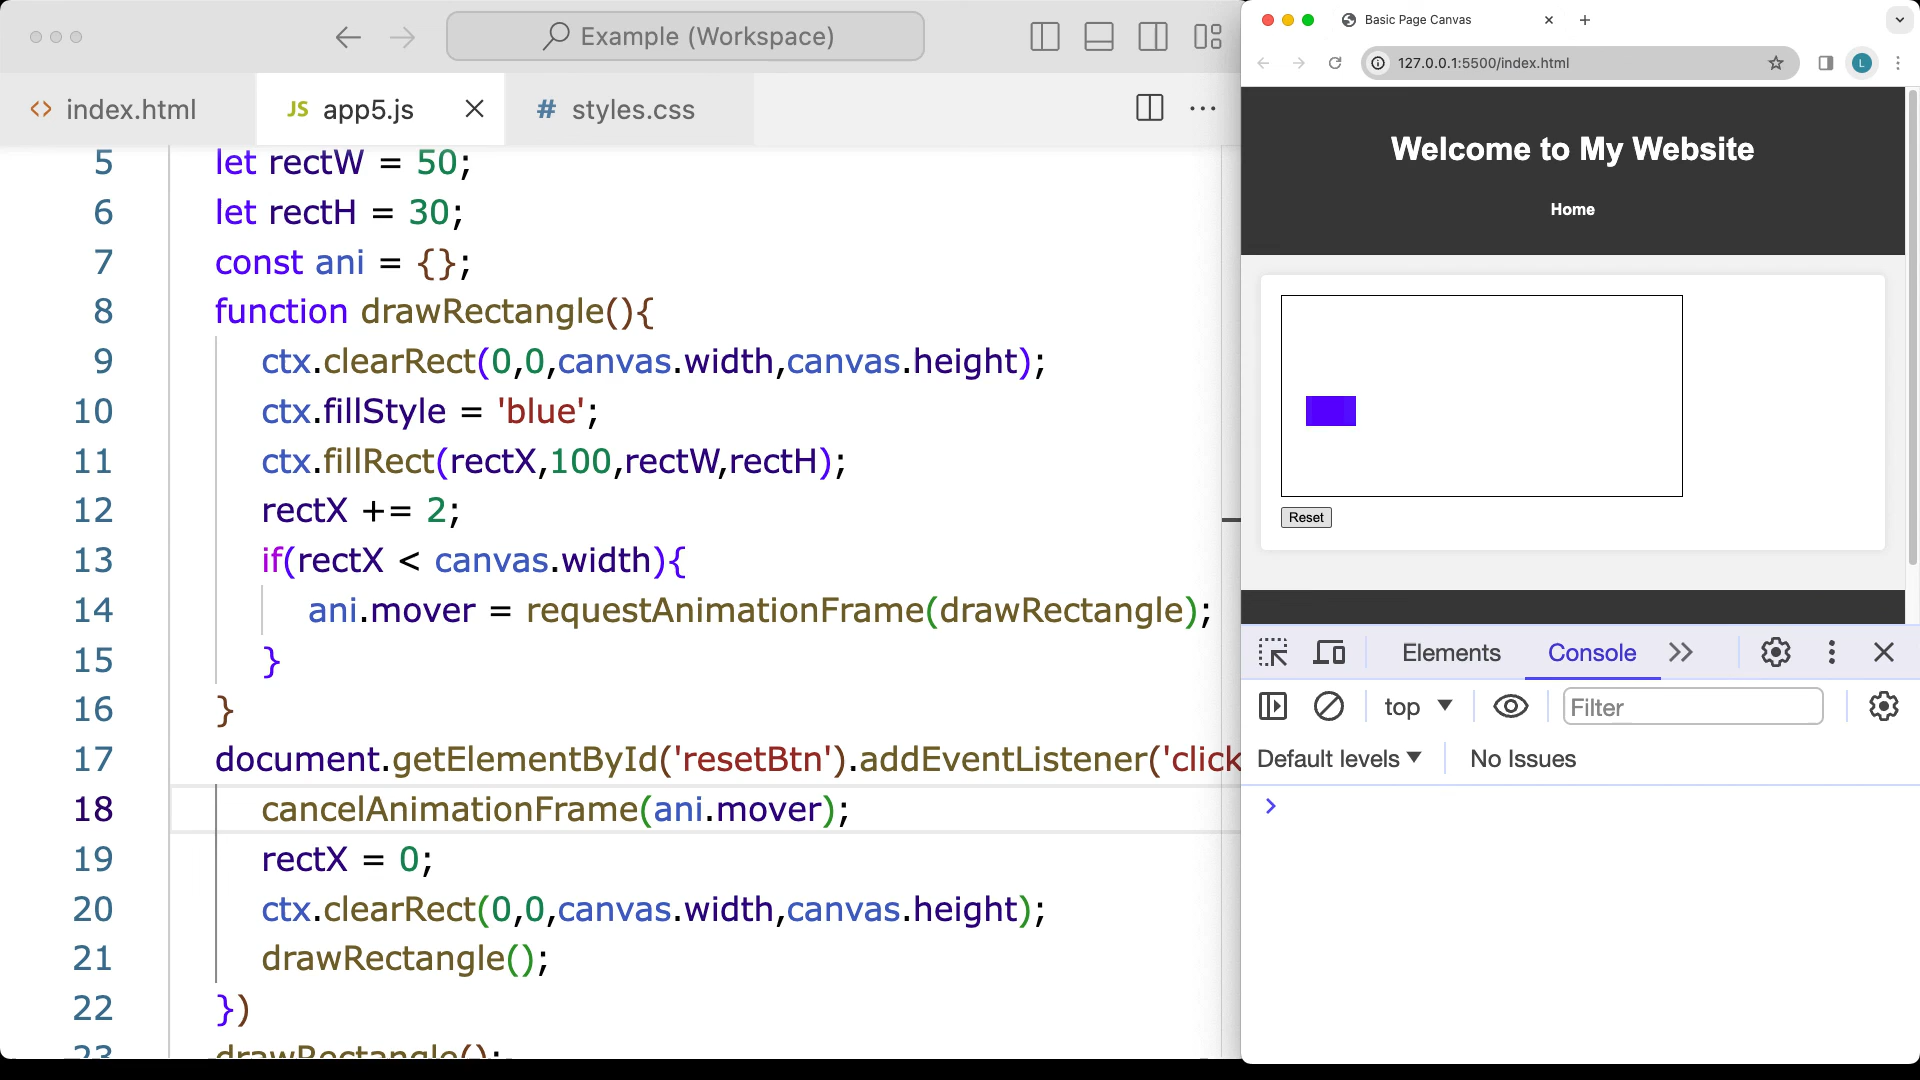 Example (Workspace)
index.html
JS app5.js
# styles.css
5 let rectW = 50;
6 let rectH = 30;
7 const ani = {};
8 function drawRectangle(){
9 ctx.clearRect(0,0,canvas.width,canvas.height);
10 ctx.fillStyle = 'blue';
11 ctx.fillRect(rectX,100,rectW,rectH);
12 rectX += 2;
13 if(rectX < canvas.width){
14 ani.mover = requestAnimationFrame(drawRectangle);
15 }
16 }
17 document.getElementById('resetBtn').addEventListener('click
18 cancelAnimationFrame(ani.mover);
19 rectX = 0;
20 ctx.clearRect(0,0,canvas.width,canvas.height);
21 drawRectangle();
22 })
23 drawRectangle();
Basic Page Canvas
127.0.0.1:5500/index.html
L
Welcome to My Website
Home
Reset
Elements Console
top Filter
Default levels No Issues